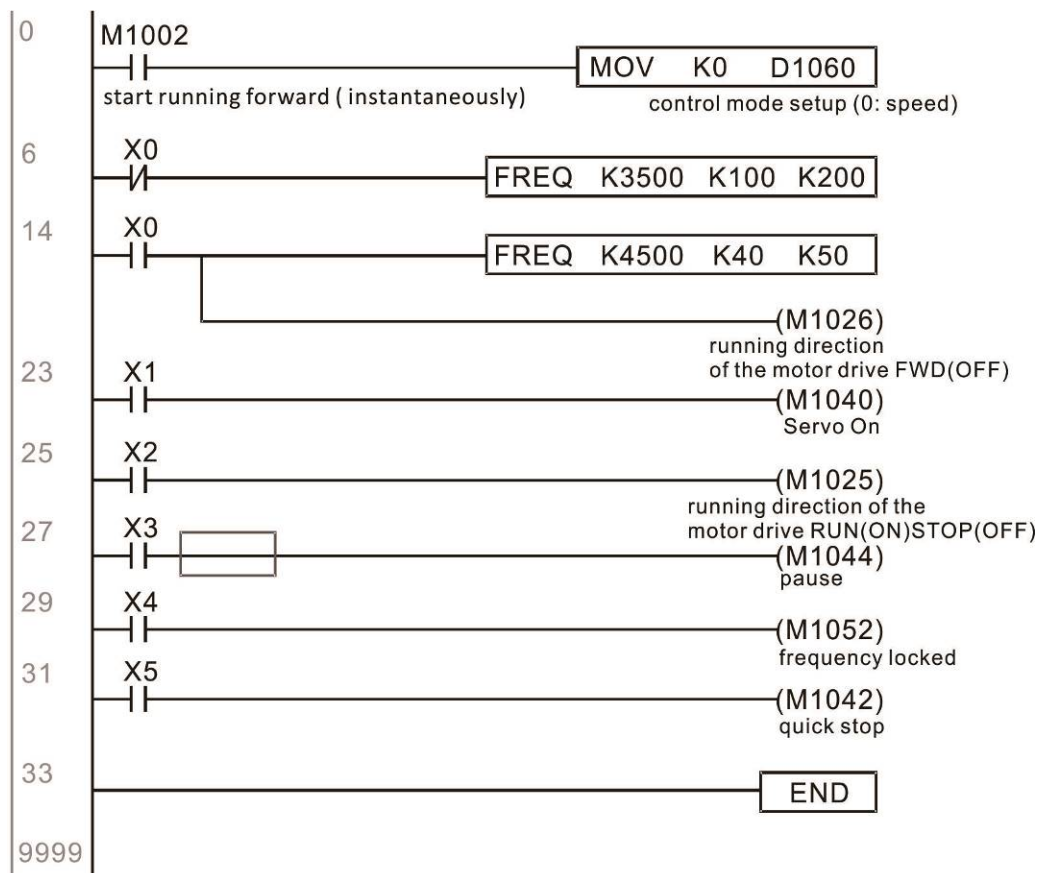 0
M1002
MOV K0 D1060
start running forward ( instantaneously)
control mode setup (0: speed)
6
X0
FREQ K3500 K100 K200
14
X0
FREQ K4500 K40 K50
(M1026)
running direction
of the motor drive FWD(OFF)
23
X1
(M1040)
Servo On
25
X2
(M1025)
running direction of the
motor drive RUN(ON)STOP(OFF)
27
X3
(M1044)
pause
29
X4
(M1052)
frequency locked
31
X5
(M1042)
quick stop
33
END
9999